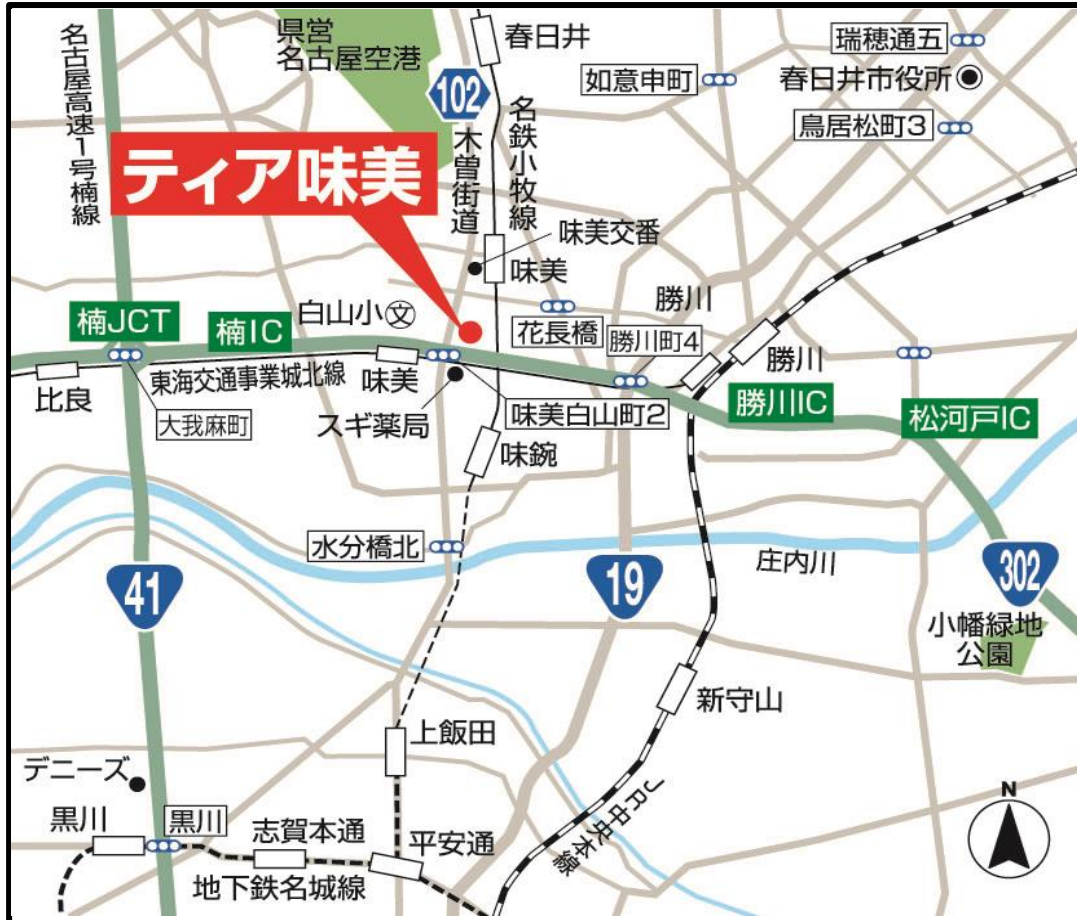 県営
名古屋空港
春日井
瑞穂通五
如意申町
春日井市役所
鳥居松町3
名古屋高速1号楠線
102
木曽街道
名鉄小牧線
ティア味美
味美交番
味美
勝川
白山小
文
花長橋
勝川町4
勝川
楠JCT
楠IC
東海交通事業城北線
味美
比良
大我麻町
スギ薬局
味美白山町2
勝川IC
松河戸IC
味鋺
水分橋北
庄内川
41
19
302
小幡緑地
公園
新守山
上飯田
デニーズ
黒川
黒川
志賀本通
平安通
地下鉄名城線
JR中央本線
N